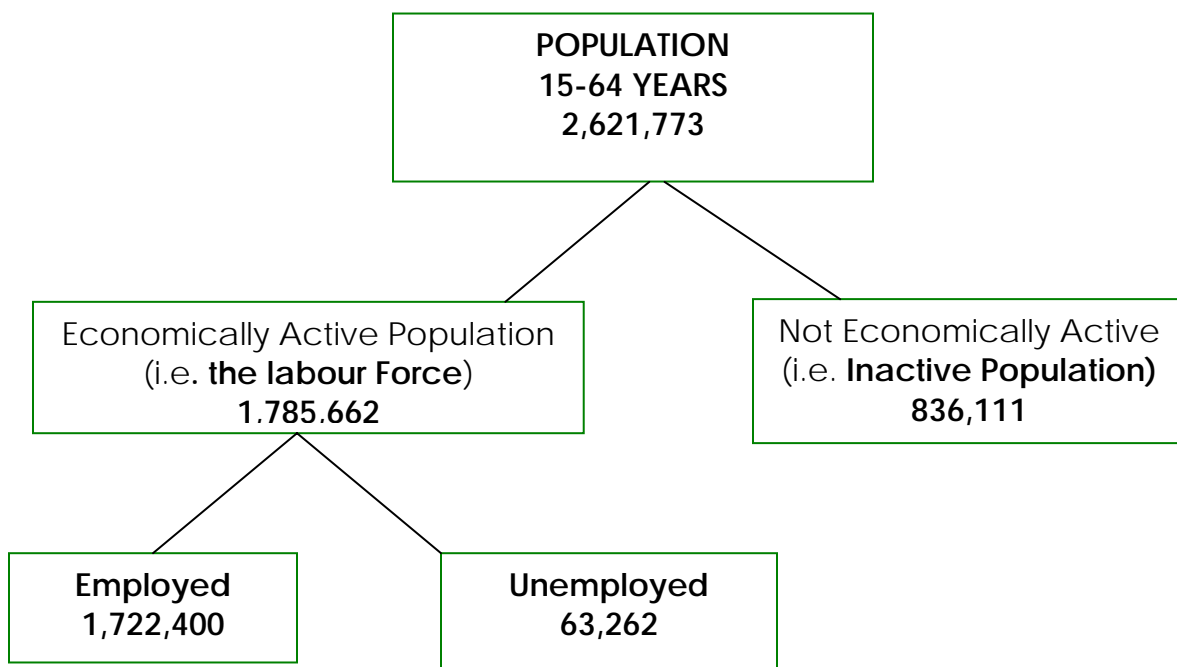 POPULATION
15-64 YEARS
2,621,773
Economically Active Population
(i.e. the labour Force)
1,785,662
Not Economically Active
(i.e. Inactive Population)
836,111
Employed
1,722,400
Unemployed
63,262